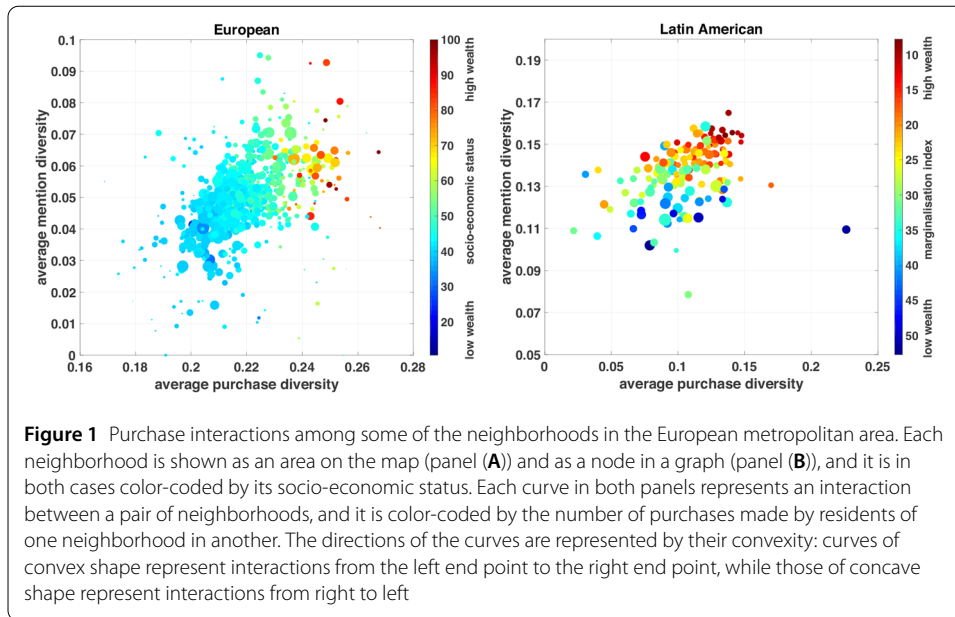 European
0.1
0.09
0.08
0.07
0.06
0.05
0.04
0.03
0.02
0.01
0
0.16
0.18
0.2
0.22
0.24
0.26
0.28
average mention diversity
average purchase diversity
100
90
80
70
60
50
40
30
20
high wealth
socio-economic status
low wealth
Latin American
0.19
0.17
0.15
0.13
0.11
0.09
0.07
0.05
0
0.05
0.1
0.15
0.2
0.25
average mention diversity
average purchase diversity
10
15
20
25
30
35
40
45
50
high wealth
marginalisation index
low wealth
Figure 1 Purchase interactions among some of the neighborhoods in the European metropolitan area. Each
neighborhood is shown as an area on the map (panel (A)) and as a node in a graph (panel (B)), and it is in
both cases color-coded by its socio-economic status. Each curve in both panels represents an interaction
between a pair of neighborhoods, and it is color-coded by the number of purchases made by residents of
one neighborhood in another. The directions of the curves are represented by their convexity: curves of
convex shape represent interactions from the left end point to the right end point, while those of concave
shape represent interactions from right to left